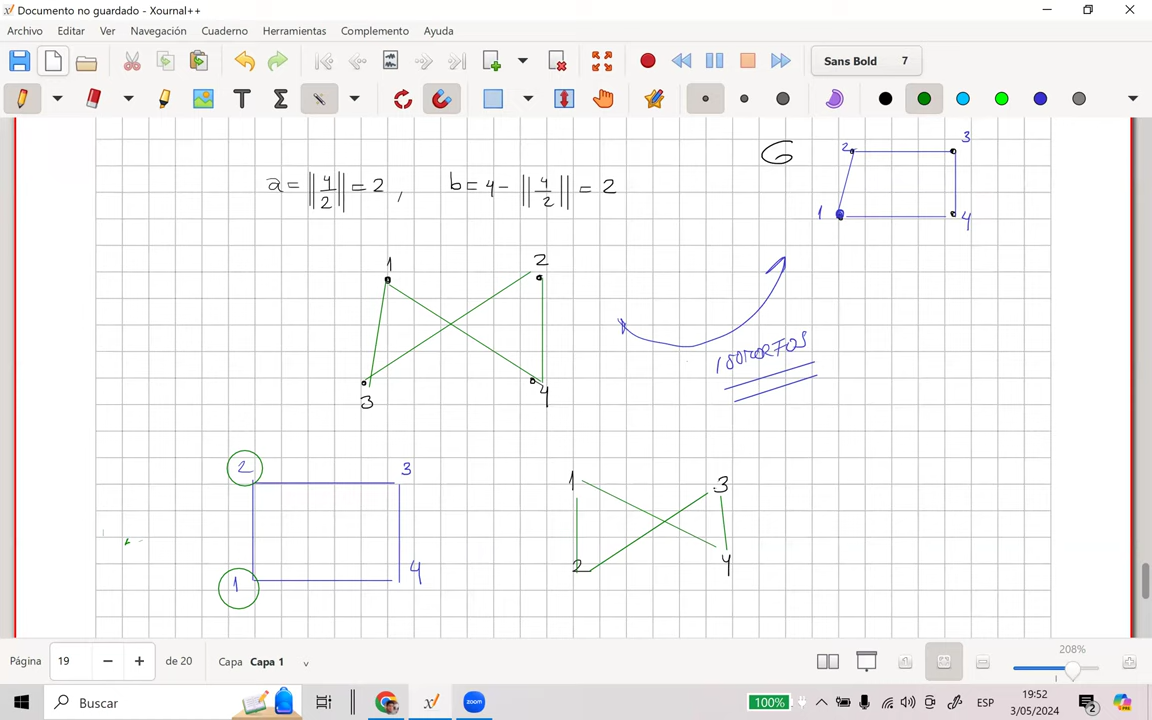 Documento no guardado - Xournal++
Archivo Editar Ver Navegación Cuaderno Herramientas Complemento Ayuda
Sans Bold 7
G
2 3
1 4
a = ||4/2|| = 2 , b = 4 - ||4/2|| = 2
1 2
3 4
ISOMORFOS
2 3
1 4
1 3
2 4
Página 19 de 20 Capa Capa 1
208%
Buscar
100% ESP 19:52
3/05/2024
2